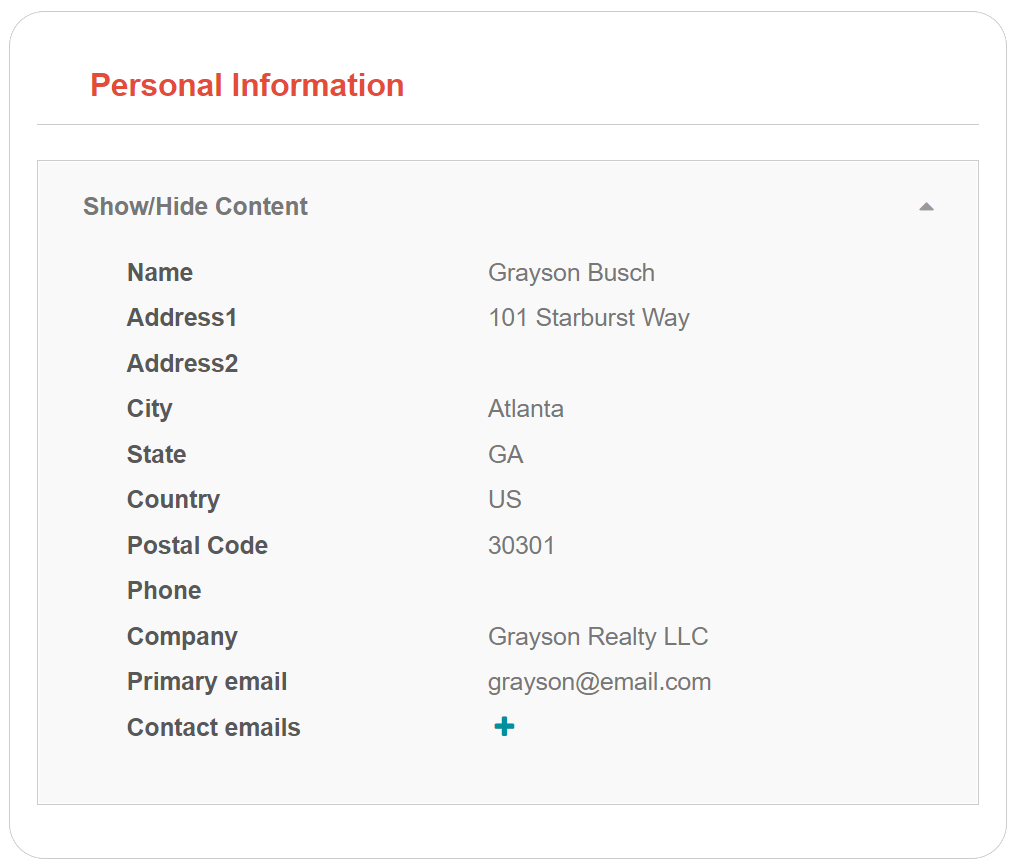 Personal Information
Show/Hide Content
Name Grayson Busch
Address1 101 Starburst Way
Address2
City Atlanta
State GA
Country US
Postal Code 30301
Phone
Company Grayson Realty LLC
Primary email grayson@email.com
Contact emails